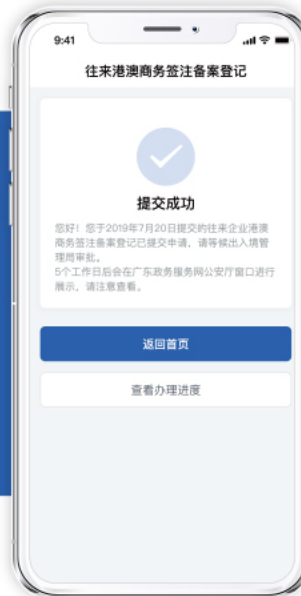 9:41
往来港澳商务签注备案登记
提交成功
您好！您于2019年7月20日提交的往来企业港澳
商务签注备案登记已提交申请，请等候出入境管
理局审批。
5个工作日后会在广东政务服务网公安厅窗口进行
展示，请注意查看。
返回首页
查看办理进度